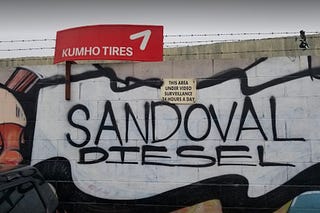 KUMHO TIRES
THIS AREA
UNDER VIDEO
SURVEILLANCE
24 HOURS A DAY
SANDOVAL
DIESEL